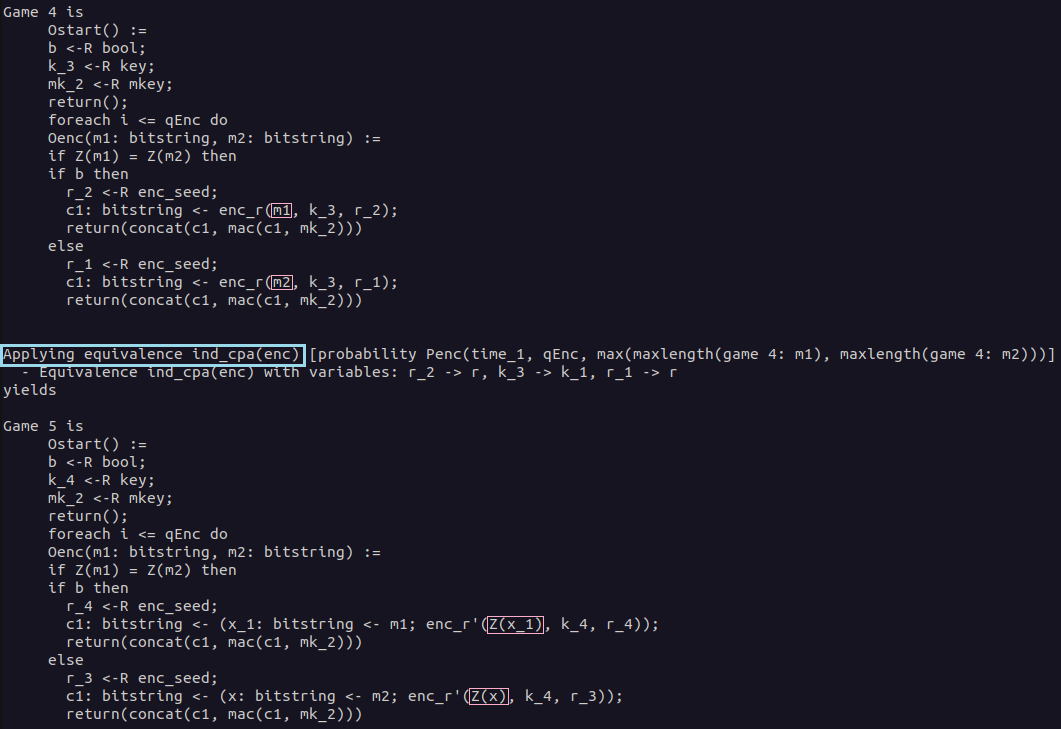 Game 4 is
Ostart() :=
b <-R bool;
k_3 <-R key;
mk_2 <-R mkey;
return();
foreach i <= qEnc do
Oenc(m1: bitstring, m2: bitstring) :=
if Z(m1) = Z(m2) then
if b then
r_2 <-R enc_seed;
c1: bitstring <- enc_r(m1, k_3, r_2);
return(concat(c1, mac(c1, mk_2)))
else
r_1 <-R enc_seed;
c1: bitstring <- enc_r(m2, k_3, r_1);
return(concat(c1, mac(c1, mk_2)))
Applying equivalence ind_cpa(enc) [probability Penc(time_1, qEnc, max(maxlength(game 4: m1), maxlength(game 4: m2)))]
- Equivalence ind_cpa(enc) with variables: r_2 -> r, k_3 -> k_1, r_1 -> r
yields
Game 5 is
Ostart() :=
b <-R bool;
k_4 <-R key;
mk_2 <-R mkey;
return();
foreach i <= qEnc do
Oenc(m1: bitstring, m2: bitstring) :=
if Z(m1) = Z(m2) then
if b then
r_4 <-R enc_seed;
c1: bitstring <- (x_1: bitstring <- m1; enc_r'(Z(x_1), k_4, r_4));
return(concat(c1, mac(c1, mk_2)))
else
r_3 <-R enc_seed;
c1: bitstring <- (x: bitstring <- m2; enc_r'(Z(x), k_4, r_3));
return(concat(c1, mac(c1, mk_2)))